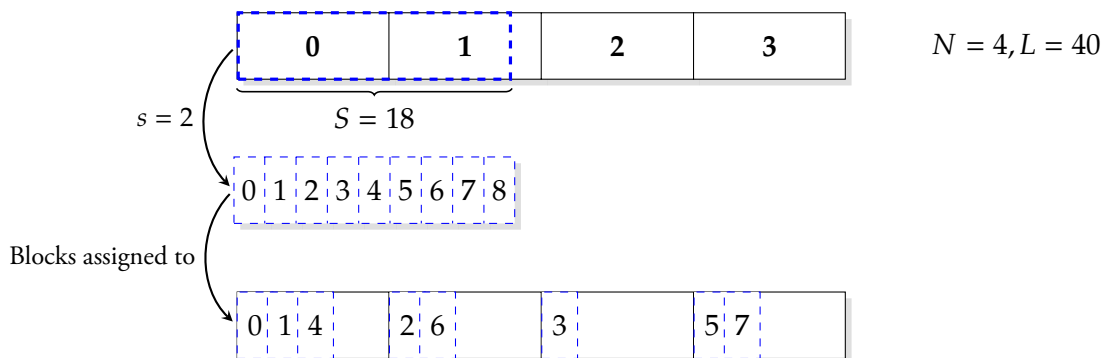 0 1 2 3 N = 4, L = 40
s = 2 S = 18
0 1 2 3 4 5 6 7 8
Blocks assigned to
0 1 4 2 6 3 5 7